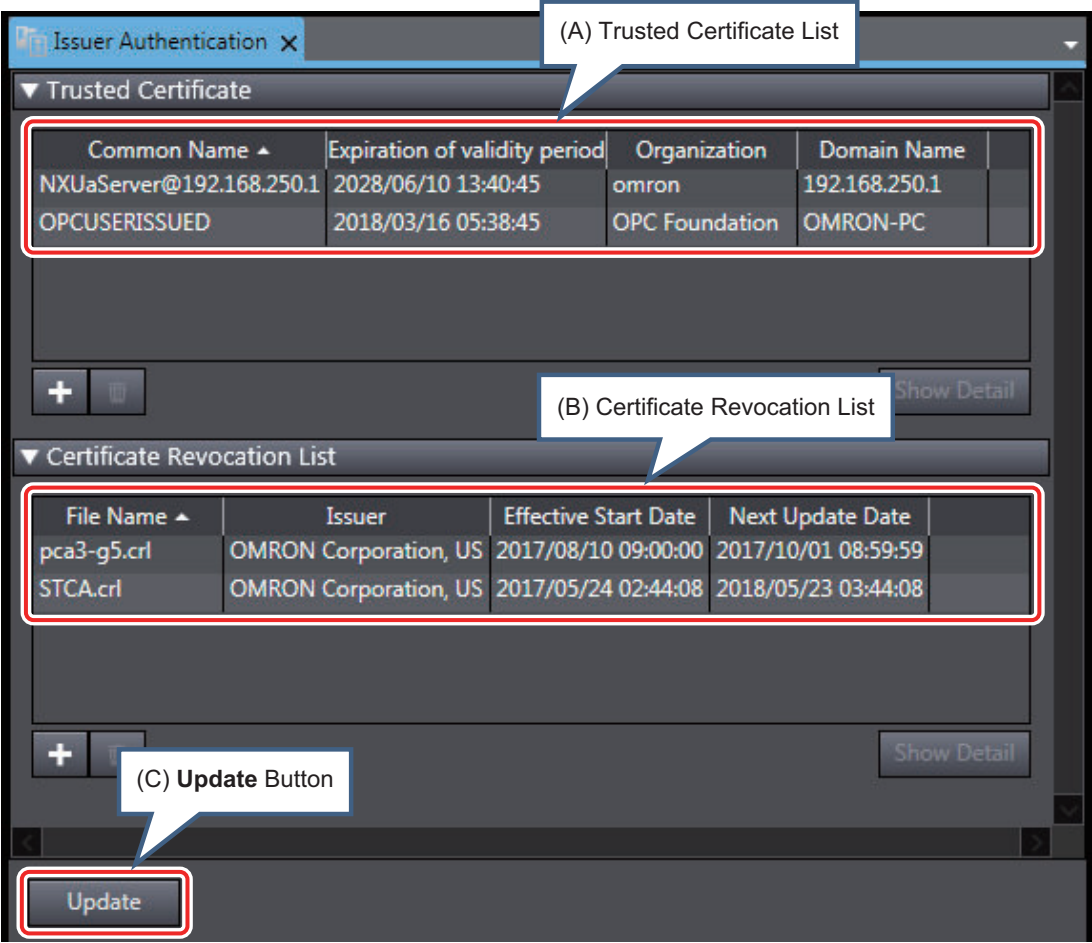 (A) Trusted Certificate List
Issuer Authentication
Trusted Certificate
Common Name Expiration of validity period Organization Domain Name
NXUaServer@192.168.250.1 2028/06/10 13:40:45 omron 192.168.250.1
OPCUSERISSUED 2018/03/16 05:38:45 OPC Foundation OMRON-PC
Show Detail
(B) Certificate Revocation List
Certificate Revocation List
File Name Issuer Effective Start Date Next Update Date
pca3-g5.crl OMRON Corporation, US 2017/08/10 09:00:00 2017/10/01 08:59:59
STCA.crl OMRON Corporation, US 2017/05/24 02:44:08 2018/05/23 03:44:08
Show Detail
(C) Update Button
Update